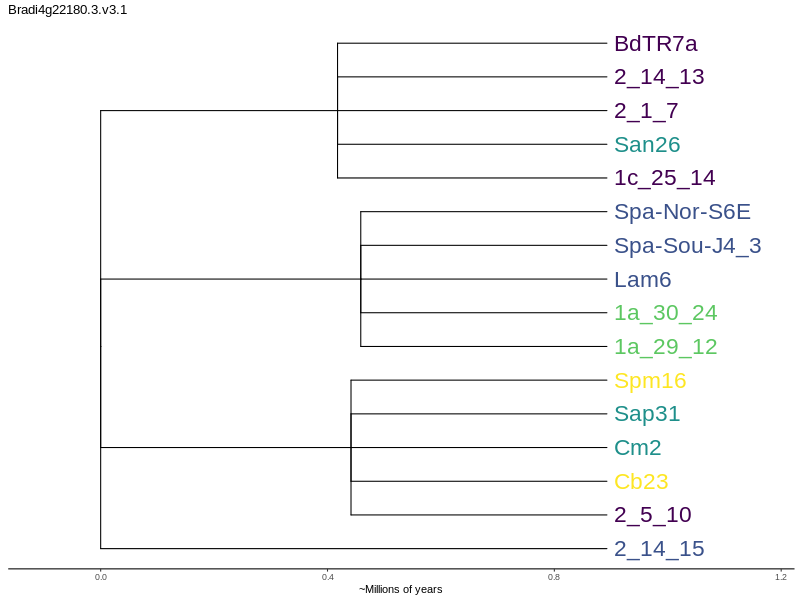 Bradi4g22180.3.v3.1
BdTR7a
2_14_13
2_1_7
San26
1c_25_14
Spa-Nor-S6E
Spa-Sou-J4_3
Lam6
1a_30_24
1a_29_12
Spm16
Sap31
Cm2
Cb23
2_5_10
2_14_15
0.0 0.4 0.8 1.2
~Millions of years